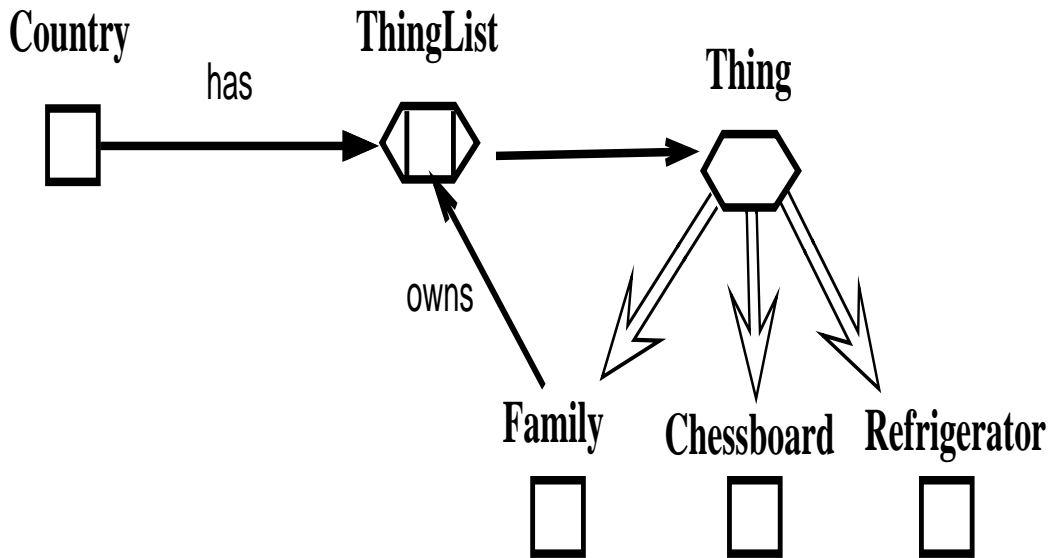 Country
ThingList
Thing
has
owns
Family
Chessboard
Refrigerator